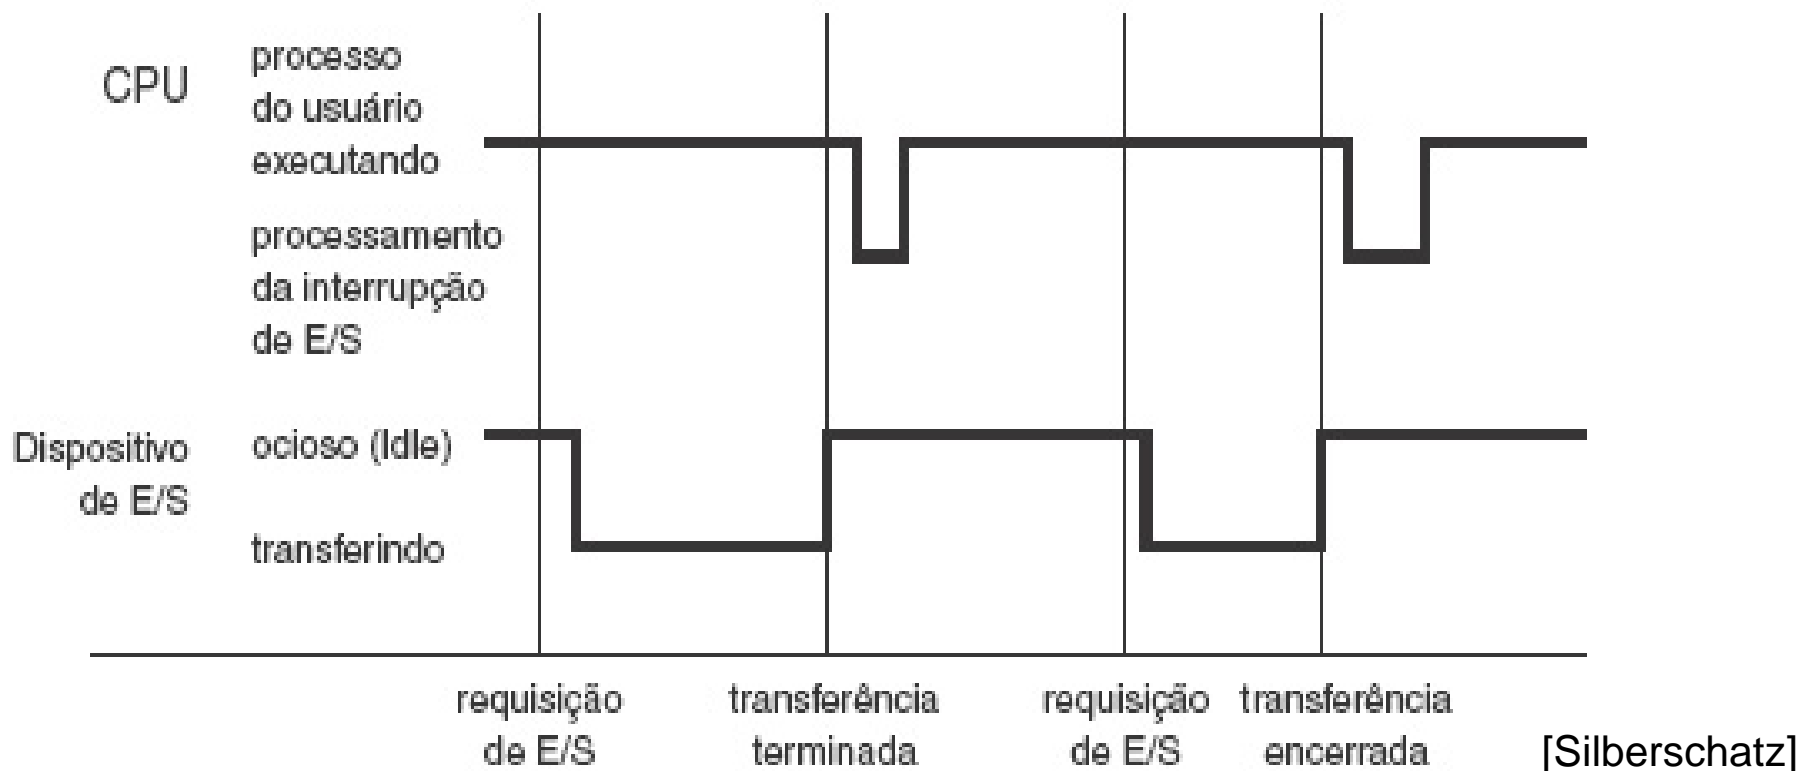 CPU
processo
do usuário
executando
processamento
da interrupção
de E/S
Dispositivo
de E/S
ocioso (Idle)
transferindo
requisição
de E/S
transferência
terminada
requisição
de E/S
transferência
encerrada
[Silberschatz]